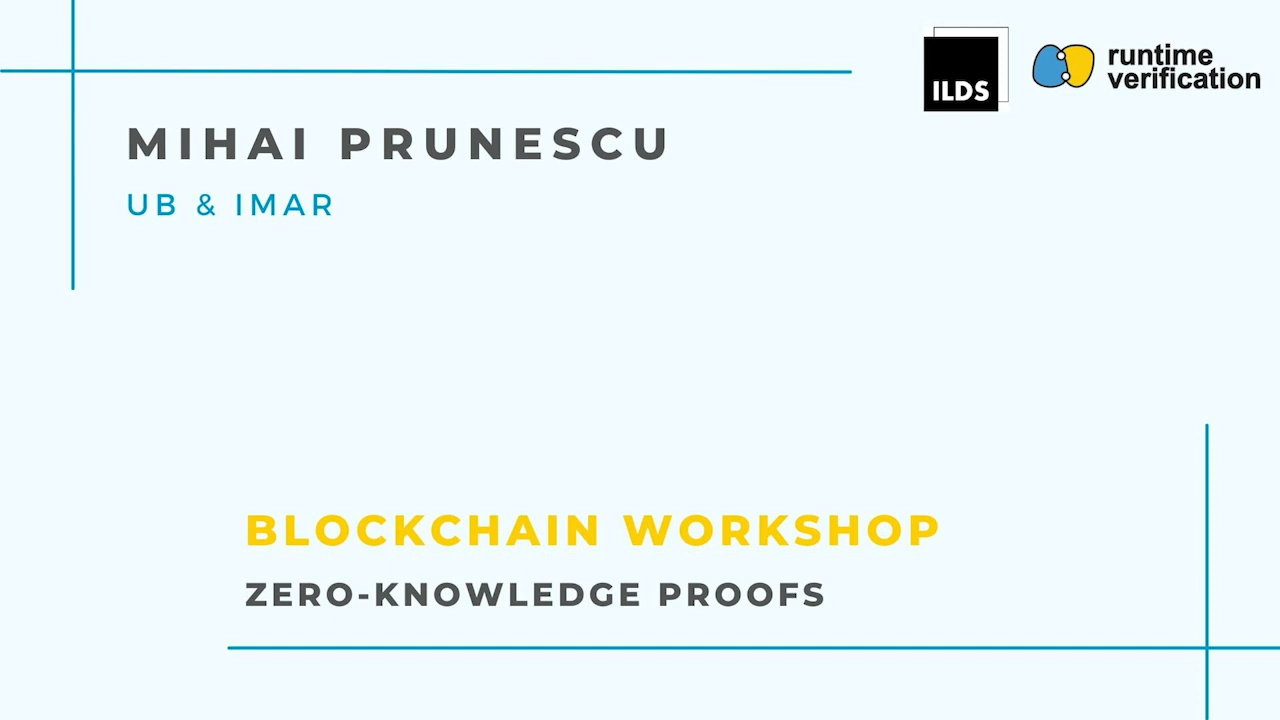 ILDS
runtime
verification
MIHAI PRUNESCU
UB & IMAR
BLOCKCHAIN WORKSHOP
ZERO-KNOWLEDGE PROOFS